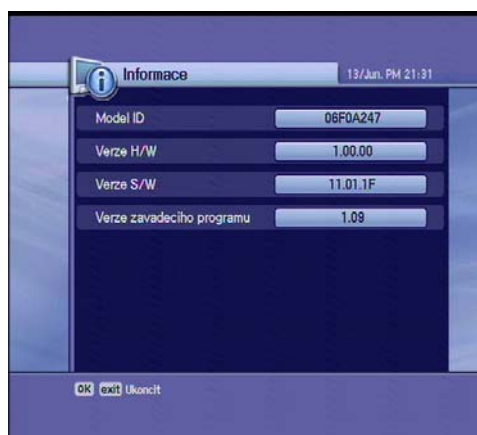 Informace 13/Jun. PM 21:31
Model ID 06F0A247
Verze H/W 1.00.00
Verze S/W 11.01.1F
Verze zavadeciho programu 1.09
OK exit Ukoncit